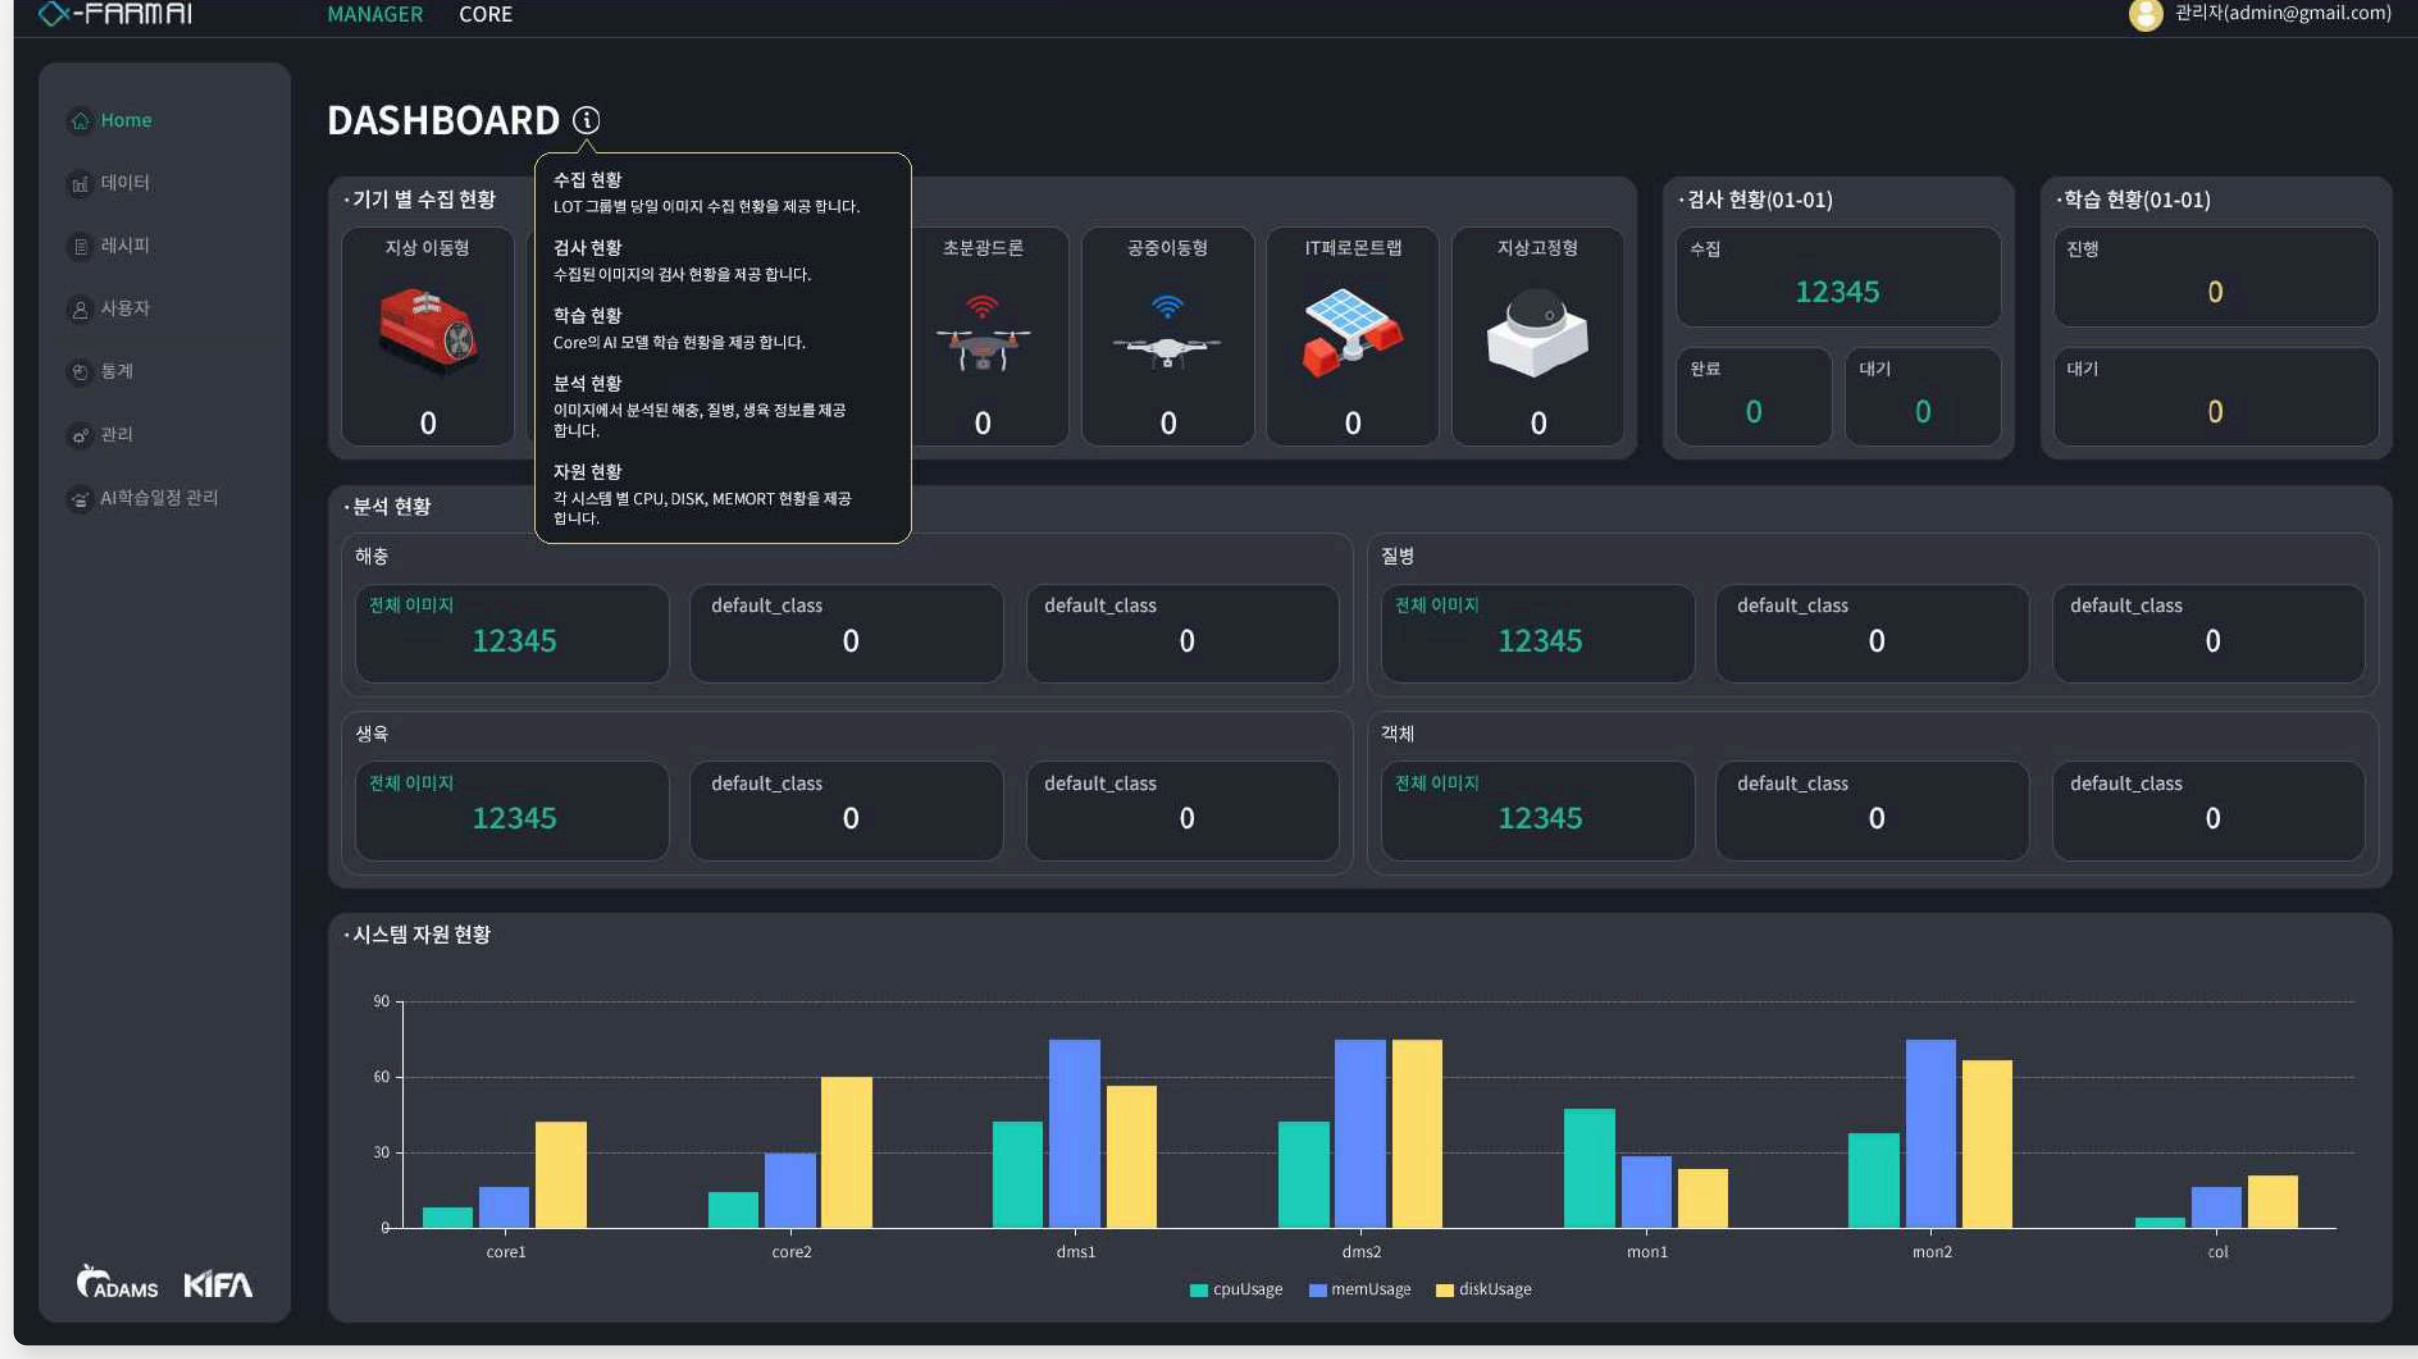 -FARM AI
MANAGER
CORE
관리자(admin@gmail.com)
Home
데이터
레시피
사용자
통계
관리
AI학습일정 관리
ADAMS
KIFA
DASHBOARD
수집 현황
LOT 그룹별 당일 이미지 수집 현황을 제공 합니다.
검사 현황
수집된 이미지의 검사 현황을 제공 합니다.
학습 현황
Core의 AI 모델 학습 현황을 제공 합니다.
분석 현황
이미지에서 분석된 해충, 질병, 생육 정보를 제공
합니다.
자원 현황
각 시스템 별 CPU, DISK, MEMORT 현황을 제공
합니다.
·기기 별 수집 현황
지상 이동형
0
초분광드론
0
공중이동형
0
IT페로몬트랩
0
지상고정형
0
·검사 현황(01-01)
수집
12345
완료
0
대기
0
·학습 현황(01-01)
진행
0
대기
0
·분석 현황
해충
전체 이미지
12345
default_class
0
default_class
0
질병
전체 이미지
12345
default_class
0
default_class
0
생육
전체 이미지
12345
default_class
0
default_class
0
객체
전체 이미지
12345
default_class
0
default_class
0
·시스템 자원 현황
90
60
30
0
core1
core2
dms1
dms2
mon1
mon2
col
cpuUsage
memUsage
diskUsage